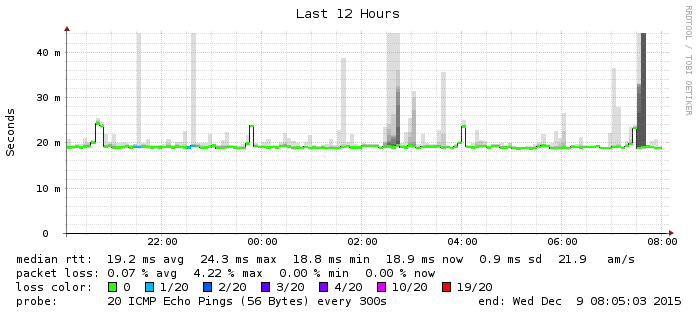 Last 12 Hours
RRDTOOL / TOBI OETIKER
Seconds
40 m
30 m
20 m
10 m
0
22:00 00:00 02:00 04:00 06:00 08:00
median rtt: 19.2 ms avg 24.3 ms max 18.8 ms min 18.9 ms now 0.9 ms sd 21.9 am/s
packet loss: 0.07 % avg 4.22 % max 0.00 % min 0.00 % now
loss color: 0 1/20 2/20 3/20 4/20 10/20 19/20
probe: 20 ICMP Echo Pings (56 Bytes) every 300s end: Wed Dec 9 08:05:03 2015